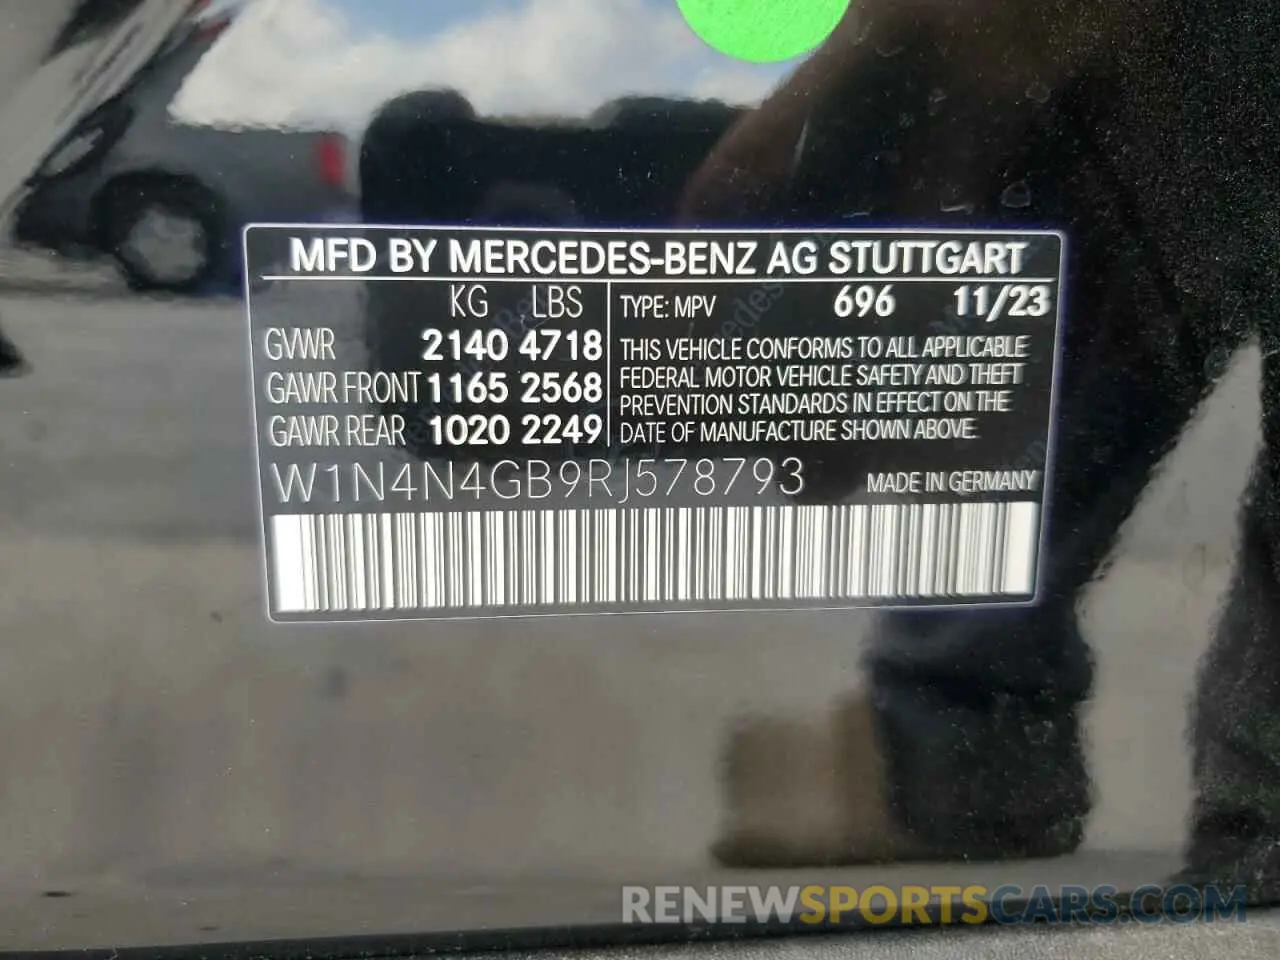 MFD BY MERCEDES-BENZ AG STUTTGART
KG LBS
GVWR 2140 4718
GAWR FRONT 1165 2568
GAWR REAR 1020 2249
TYPE: MPV 696 11/23
THIS VEHICLE CONFORMS TO ALL APPLICABLE
FEDERAL MOTOR VEHICLE SAFETY AND THEFT
PREVENTION STANDARDS IN EFFECT ON THE
DATE OF MANUFACTURE SHOWN ABOVE.
W1N4N4GB9RJ578793 MADE IN GERMANY
RENEWSPORTSCARS.COM